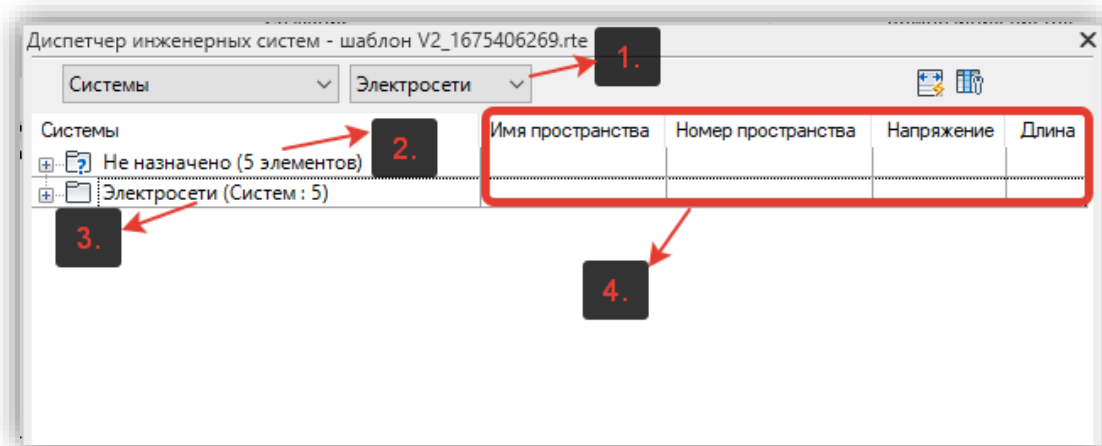 Диспетчер инженерных систем - шаблон V2_1675406269.rte
1.
Системы Электросети
Системы Имя пространства Номер пространства Напряжение Длина
2.
Не назначено (5 элементов)
Электросети (Систем : 5)
3.
4.